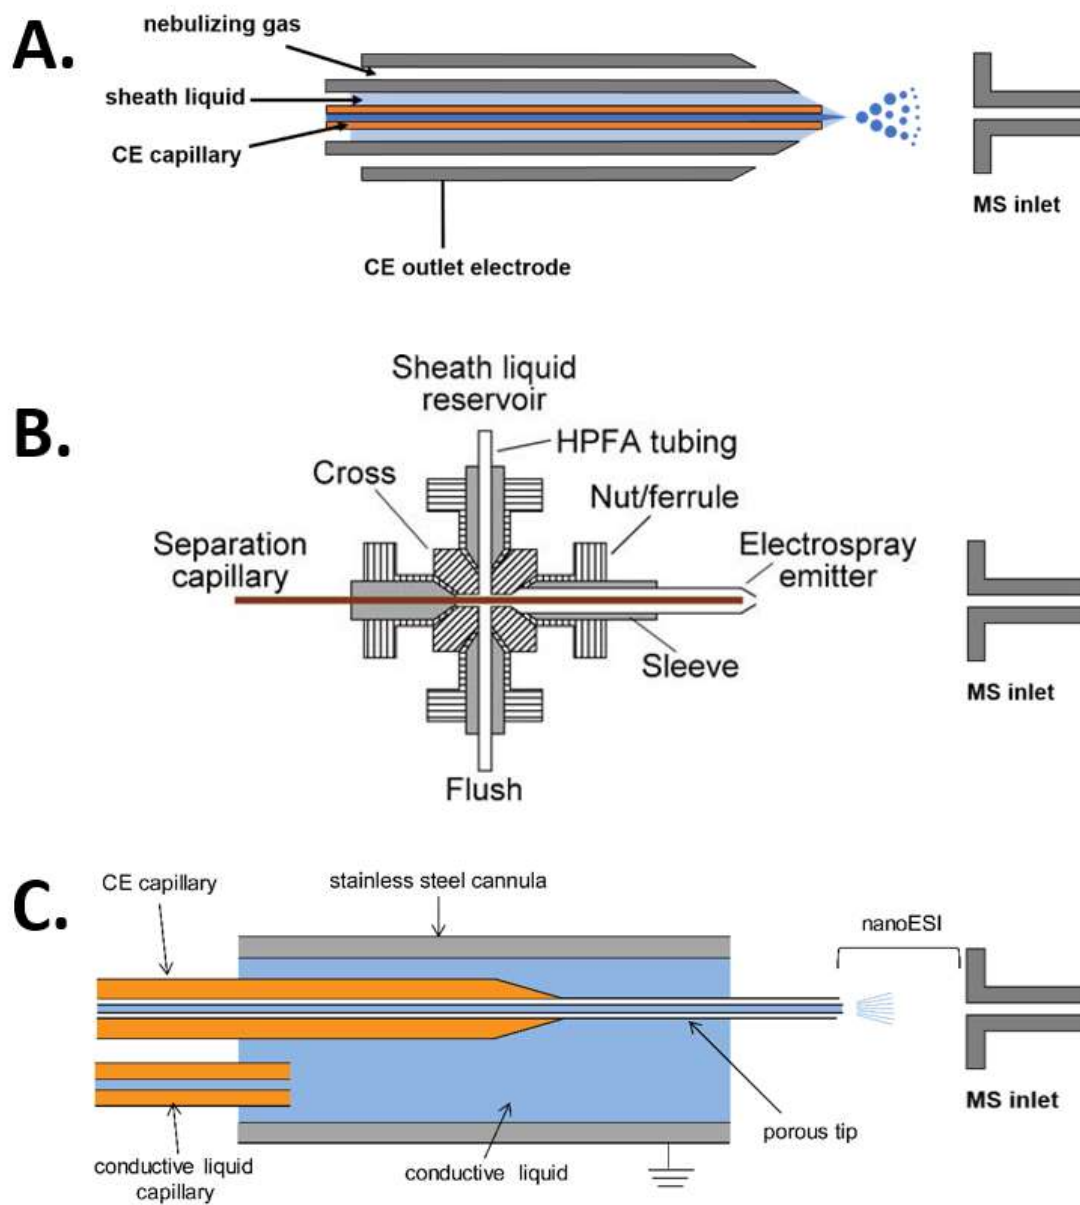 A.
nebulizing gas
sheath liquid
CE capillary
CE outlet electrode
MS inlet
B.
Sheath liquid
reservoir
HPFA tubing
Cross
Nut/ferrule
Separation
capillary
Electrospray
emitter
Sleeve
MS inlet
Flush
C.
CE capillary
stainless steel cannula
nanoESI
MS inlet
porous tip
conductive liquid
capillary
conductive liquid